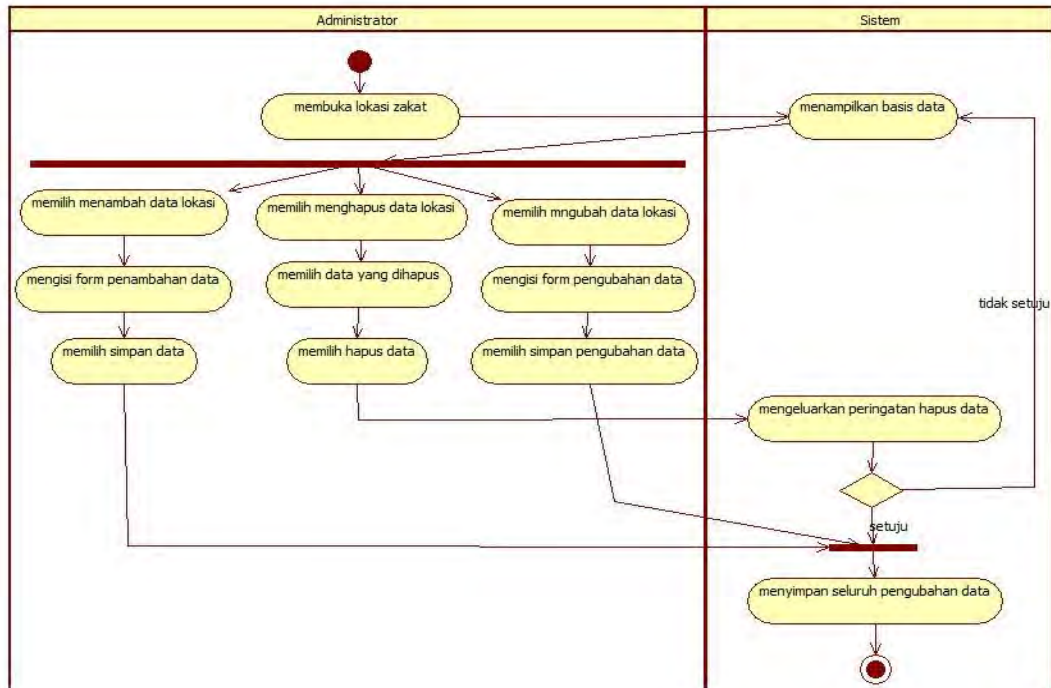 Administrator
Sistem
membuka lokasi zakat
menampilkan basis data
memilih menambah data lokasi
memilih menghapus data lokasi
memilih mngubah data lokasi
mengisi form penambahan data
memilih data yang dihapus
mengisi form pengubahan data
tidak setuju
memilih simpan data
memilih hapus data
memilih simpan pengubahan data
mengeluarkan peringatan hapus data
setuju
menyimpan seluruh pengubahan data